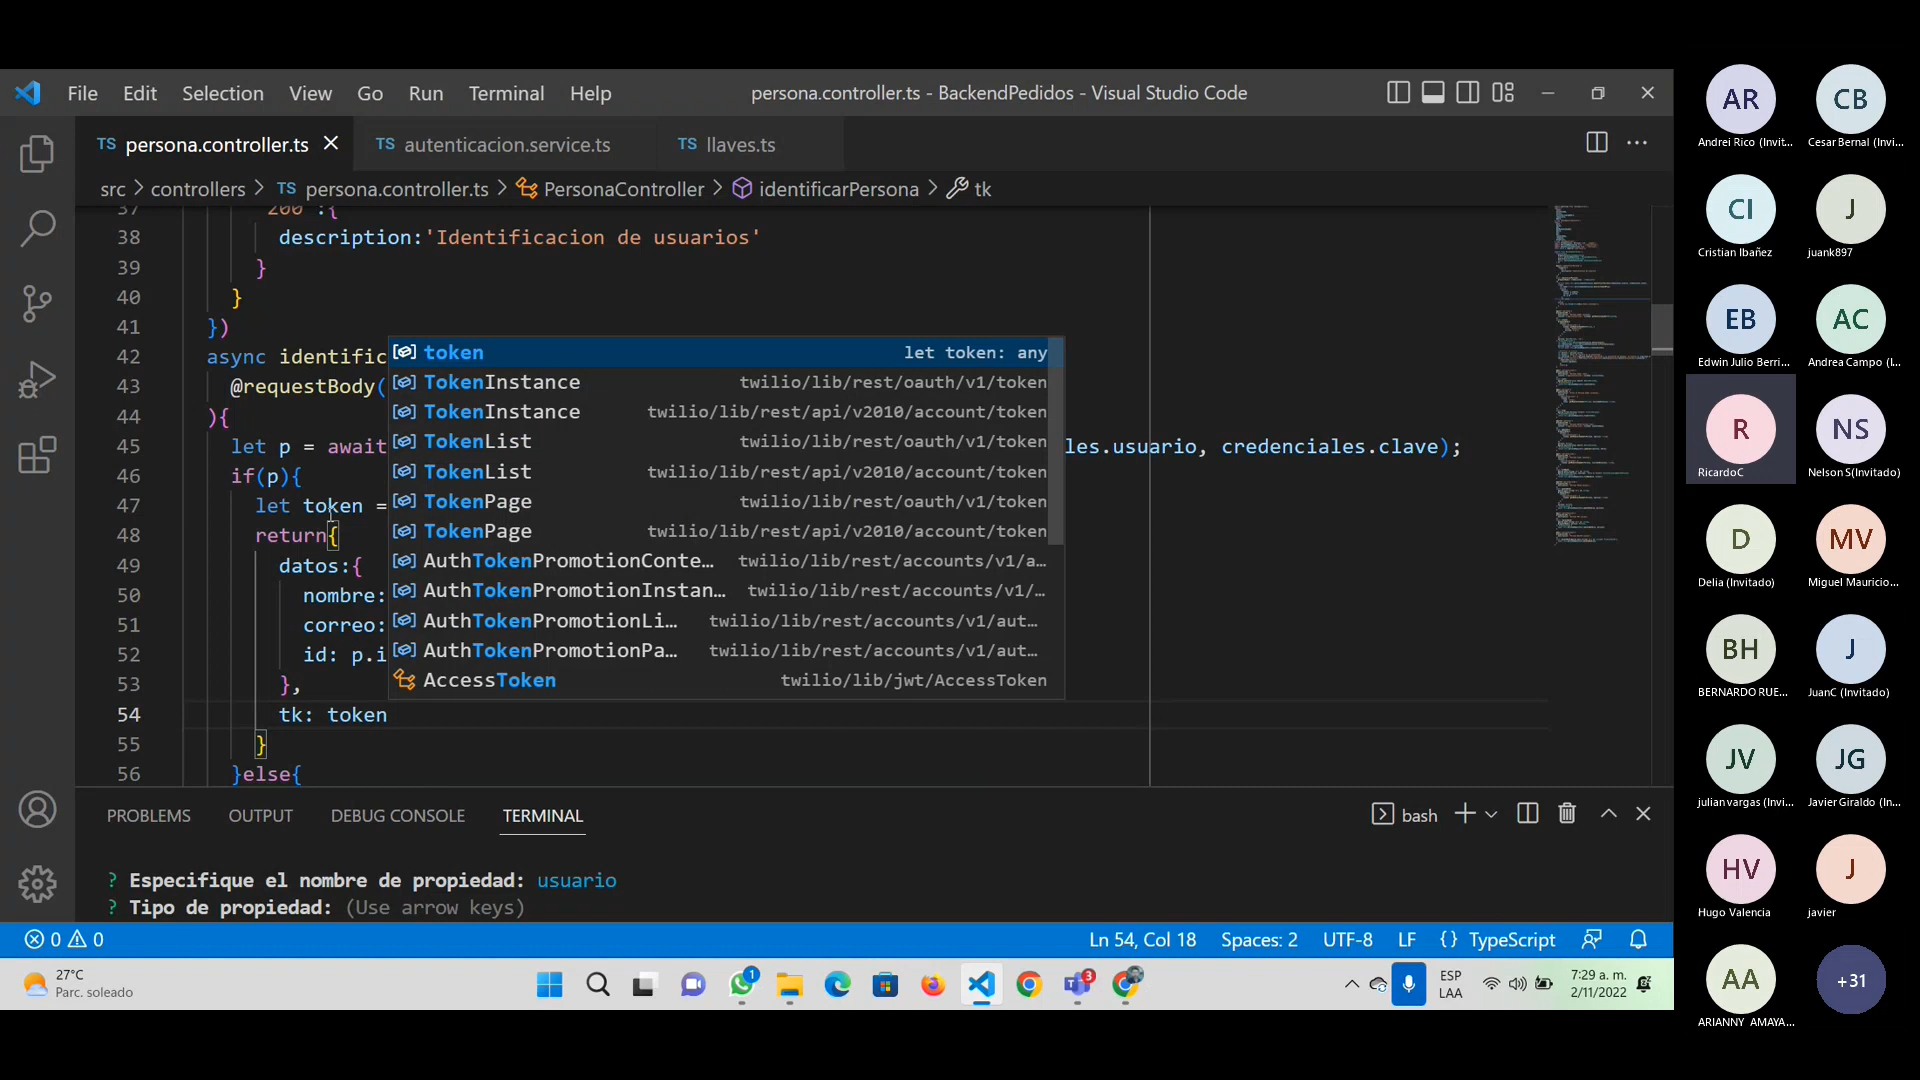 File Edit Selection View Go Run Terminal Help
persona.controller.ts - BackendPedidos - Visual Studio Code
TS persona.controller.ts
TS autenticacion.service.ts
TS llaves.ts
src > controllers > TS persona.controller.ts > PersonaController > identificarPersona > tk
37 200 :{
38 description:'Identificacion de usuarios'
39 }
40 }
41 })
42 async identific
43 @requestBody(
44 ){
45 let p = await les.usuario, credenciales.clave);
46 if(p){
47 let token =
48 return{
49 datos:{
50 nombre:
51 correo:
52 id: p.i
53 },
54 tk: token
55 }
56 }else{
token let token: any
TokenInstance twilio/lib/rest/oauth/v1/token
TokenInstance twilio/lib/rest/api/v2010/account/token
TokenList twilio/lib/rest/oauth/v1/token
TokenList twilio/lib/rest/api/v2010/account/token
TokenPage twilio/lib/rest/oauth/v1/token
TokenPage twilio/lib/rest/api/v2010/account/token
AuthTokenPromotionConte… twilio/lib/rest/accounts/v1/a…
AuthTokenPromotionInstan… twilio/lib/rest/accounts/v1/…
AuthTokenPromotionLi… twilio/lib/rest/accounts/v1/aut…
AuthTokenPromotionPa… twilio/lib/rest/accounts/v1/aut…
AccessToken twilio/lib/jwt/AccessToken
PROBLEMS OUTPUT DEBUG CONSOLE TERMINAL
bash
? Especifique el nombre de propiedad: usuario
? Tipo de propiedad: (Use arrow keys)
0 0
Ln 54, Col 18 Spaces: 2 UTF-8 LF {} TypeScript
27°C
Parc. soleado
1
3
ESP
LAA
7:29 a. m.
2/11/2022
AR
Andrei Rico (Invit...
CB
Cesar Bernal (Invi...
CI
Cristian Ibañez
J
juank897
EB
Edwin Julio Berri...
AC
Andrea Campo (I...
R
RicardoC
NS
Nelson S(Invitado)
D
Delia (Invitado)
MV
Miguel Mauricio...
BH
BERNARDO RUE...
J
JuanC (Invitado)
JV
julian vargas (Invi...
JG
Javier Giraldo (In...
HV
Hugo Valencia
J
javier
AA
ARIANNY AMAYA...
+31